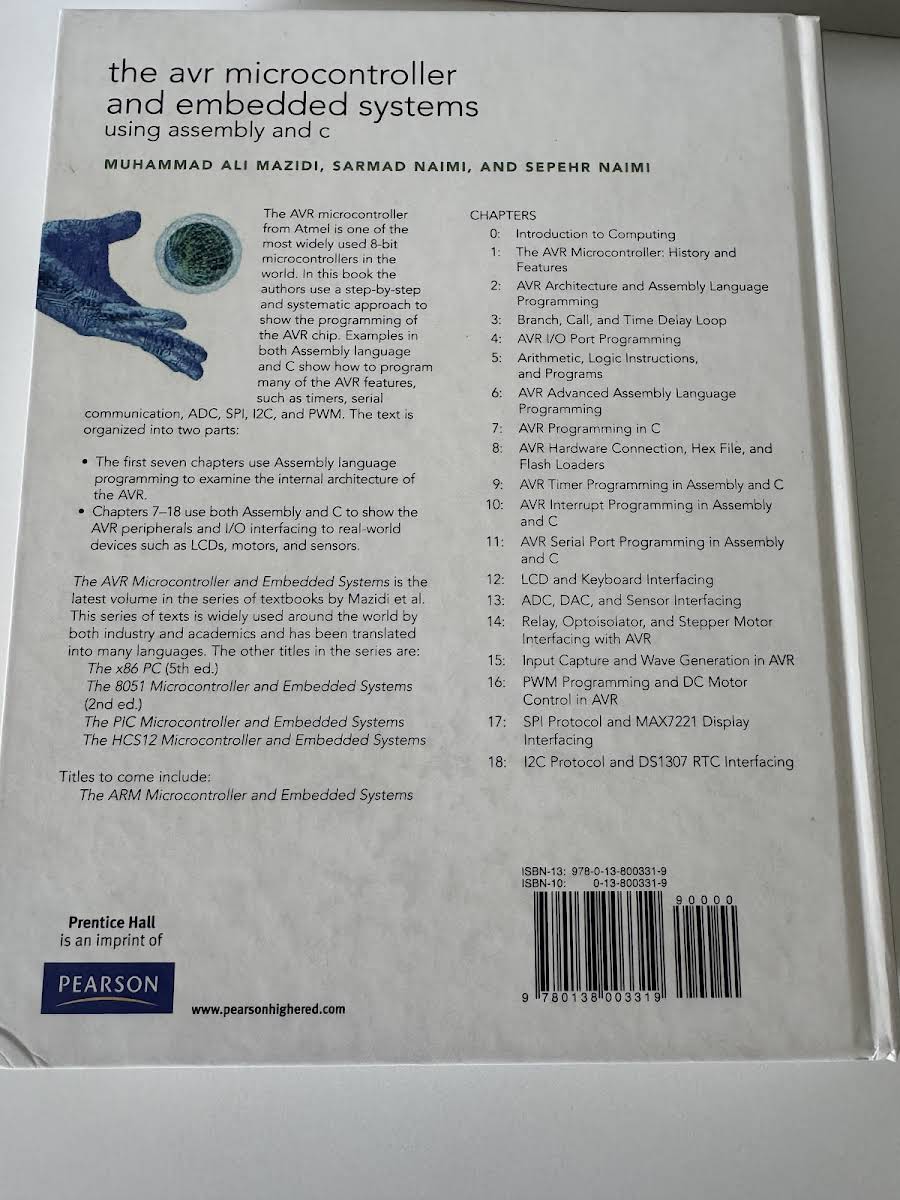 the avr microcontroller
and embedded systems
using assembly and c
MUHAMMAD ALI MAZIDI, SARMAD NAIMI, AND SEPEHR NAIMI
The AVR microcontroller
from Atmel is one of the
most widely used 8-bit
microcontrollers in the
world. In this book the
authors use a step-by-step
and systematic approach to
show the programming of
the AVR chip. Examples in
both Assembly language
and C show how to program
many of the AVR features,
such as timers, serial
communication, ADC, SPI, I2C, and PWM. The text is
organized into two parts:
• The first seven chapters use Assembly language
programming to examine the internal architecture of
the AVR.
• Chapters 7–18 use both Assembly and C to show the
AVR peripherals and I/O interfacing to real-world
devices such as LCDs, motors, and sensors.
The AVR Microcontroller and Embedded Systems is the
latest volume in the series of textbooks by Mazidi et al.
This series of texts is widely used around the world by
both industry and academics and has been translated
into many languages. The other titles in the series are:
The x86 PC (5th ed.)
The 8051 Microcontroller and Embedded Systems
(2nd ed.)
The PIC Microcontroller and Embedded Systems
The HCS12 Microcontroller and Embedded Systems
Titles to come include:
The ARM Microcontroller and Embedded Systems
CHAPTERS
0: Introduction to Computing
1: The AVR Microcontroller: History and
Features
2: AVR Architecture and Assembly Language
Programming
3: Branch, Call, and Time Delay Loop
4: AVR I/O Port Programming
5: Arithmetic, Logic Instructions,
and Programs
6: AVR Advanced Assembly Language
Programming
7: AVR Programming in C
8: AVR Hardware Connection, Hex File, and
Flash Loaders
9: AVR Timer Programming in Assembly and C
10: AVR Interrupt Programming in Assembly
and C
11: AVR Serial Port Programming in Assembly
and C
12: LCD and Keyboard Interfacing
13: ADC, DAC, and Sensor Interfacing
14: Relay, Optoisolator, and Stepper Motor
Interfacing with AVR
15: Input Capture and Wave Generation in AVR
16: PWM Programming and DC Motor
Control in AVR
17: SPI Protocol and MAX7221 Display
Interfacing
18: I2C Protocol and DS1307 RTC Interfacing
ISBN-13: 978-0-13-800331-9
ISBN-10: 0-13-800331-9
90000
9 780138 003319
Prentice Hall
is an imprint of
PEARSON
www.pearsonhighered.com